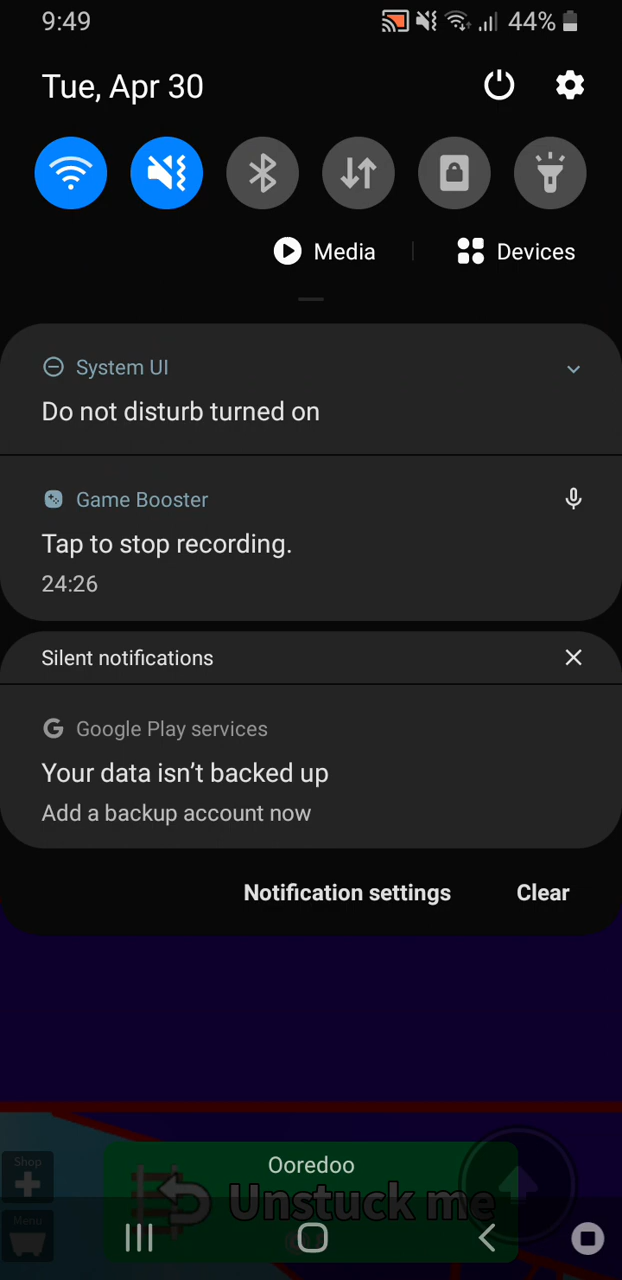 9:49
44%
Tue, Apr 30
Media
Devices
System UI
Do not disturb turned on
Game Booster
Tap to stop recording.
24:26
Silent notifications
Google Play services
Your data isn’t backed up
Add a backup account now
Notification settings
Clear
Ooredoo
Shop
Unstuck me
Menu